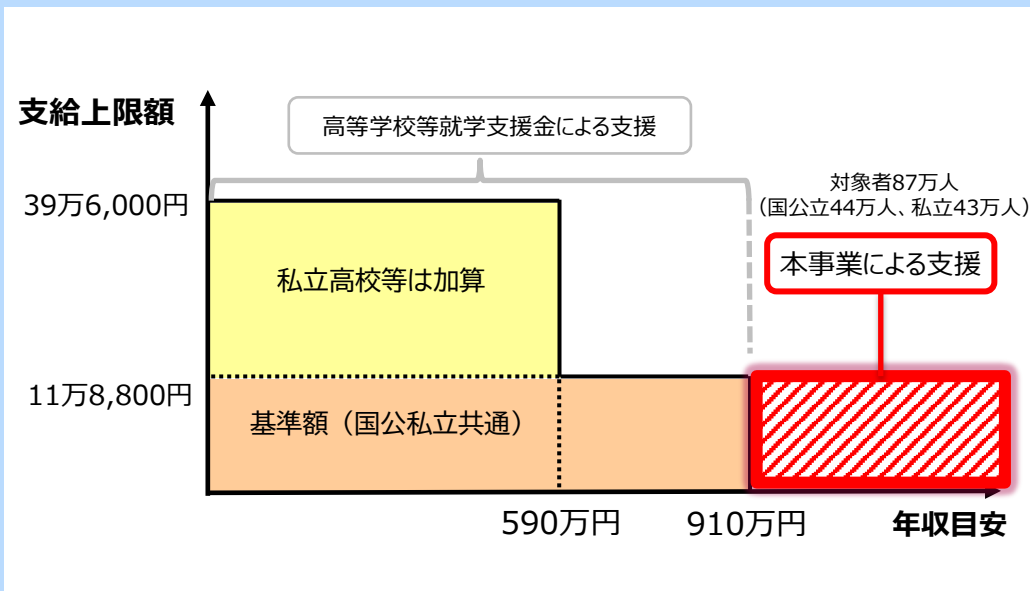 支給上限額
高等学校等就学支援金による支援
39万6,000円
対象者87万人
（国公立44万人、私立43万人）
本事業による支援
私立高校等は加算
11万8,800円
基準額（国公私立共通）
590万円
910万円
年収目安